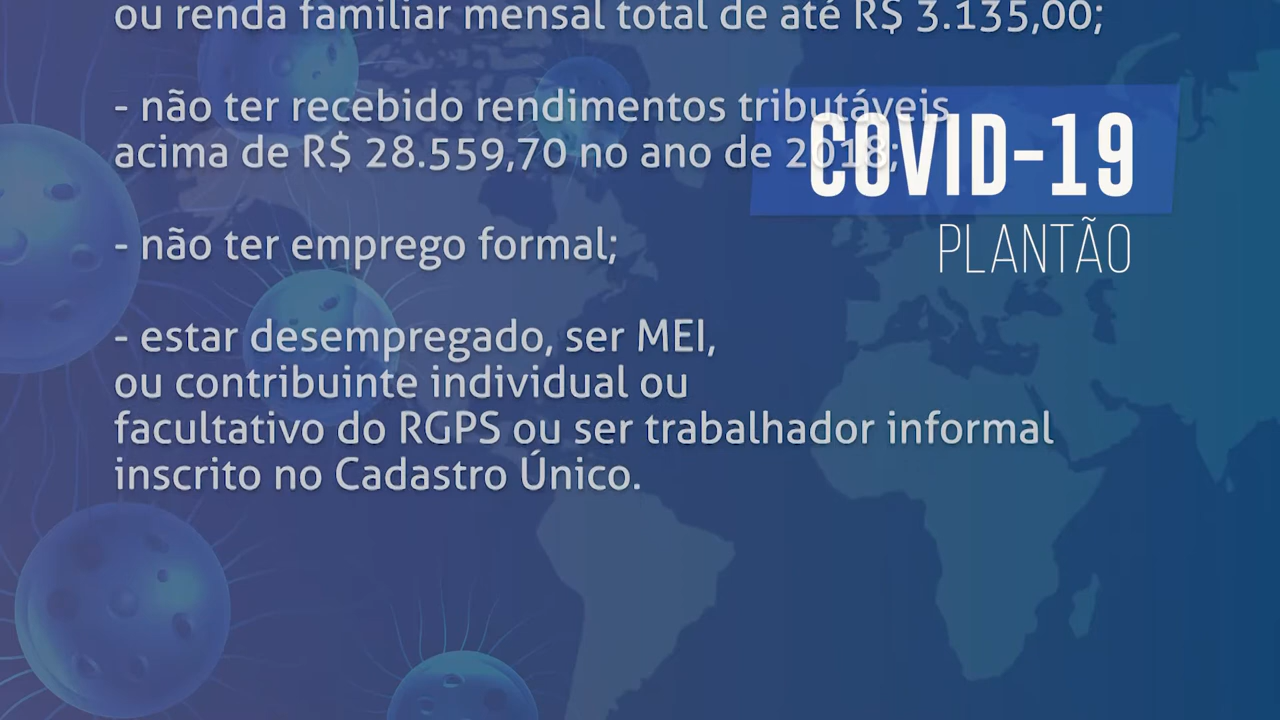 ou renda familiar mensal total de até R$ 3.135,00;
- não ter recebido rendimentos tributáveis
acima de R$ 28.559,70 no ano de 2018;
COVID-19
PLANTÃO
- não ter emprego formal;
- estar desempregado, ser MEI,
ou contribuinte individual ou
facultativo do RGPS ou ser trabalhador informal
inscrito no Cadastro Único.